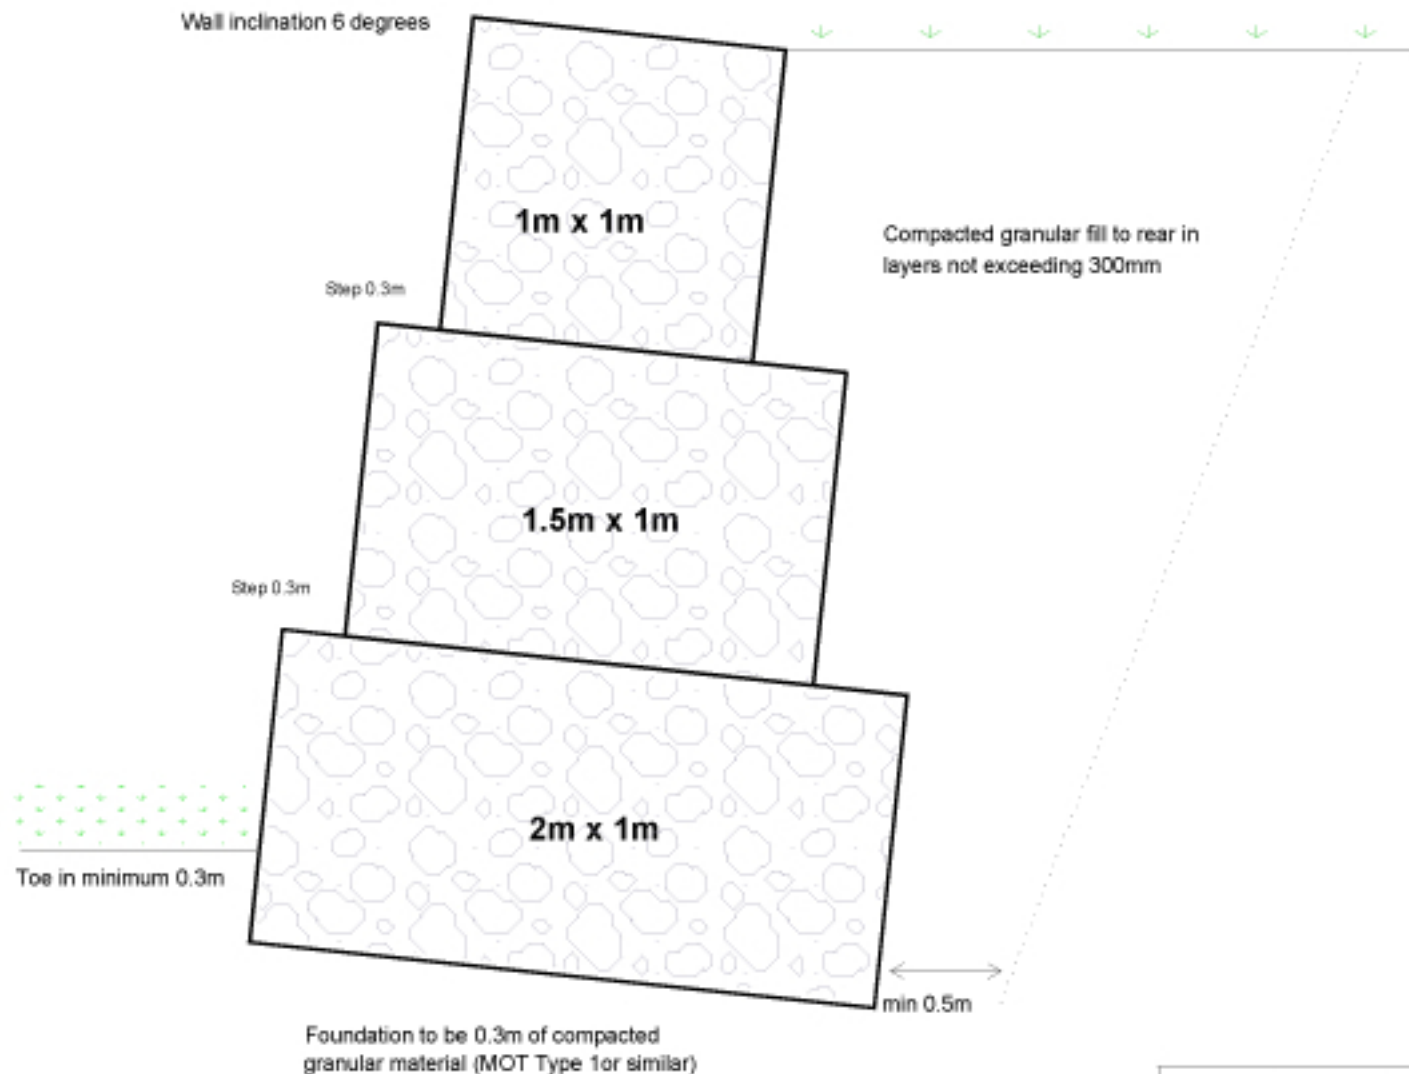 Wall inclination 6 degrees
1m x 1m
Compacted granular fill to rear in
layers not exceeding 300mm
Step 0.3m
1.5m x 1m
Step 0.3m
2m x 1m
Toe in minimum 0.3m
min 0.5m
Foundation to be 0.3m of compacted
granular material (MOT Type 1or similar)